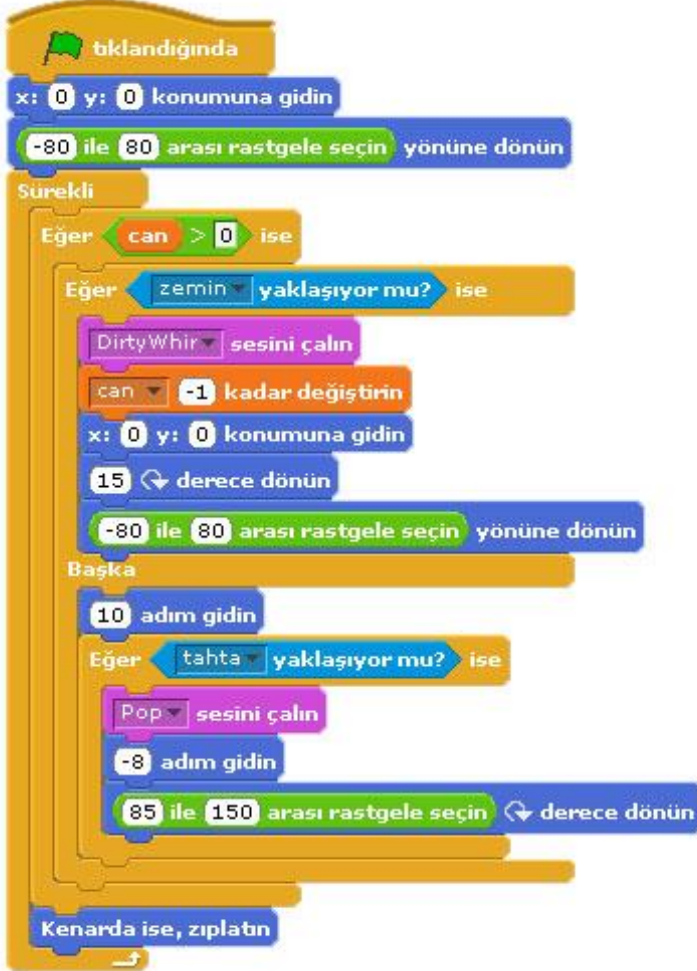 tıklandığında
x: 0 y: 0 konumuna gidin
-80 ile 80 arası rastgele seçin yönüne dönün
Sürekli
Eğer can > 0 ise
Eğer zemin yaklaşıyor mu? ise
DirtyWhir sesini çalın
can -1 kadar değiştirin
x: 0 y: 0 konumuna gidin
15 derece dönün
-80 ile 80 arası rastgele seçin yönüne dönün
Başka
10 adım gidin
Eğer tahta yaklaşıyor mu? ise
Pop sesini çalın
-8 adım gidin
85 ile 150 arası rastgele seçin derece dönün
Kenarda ise, zıplatın